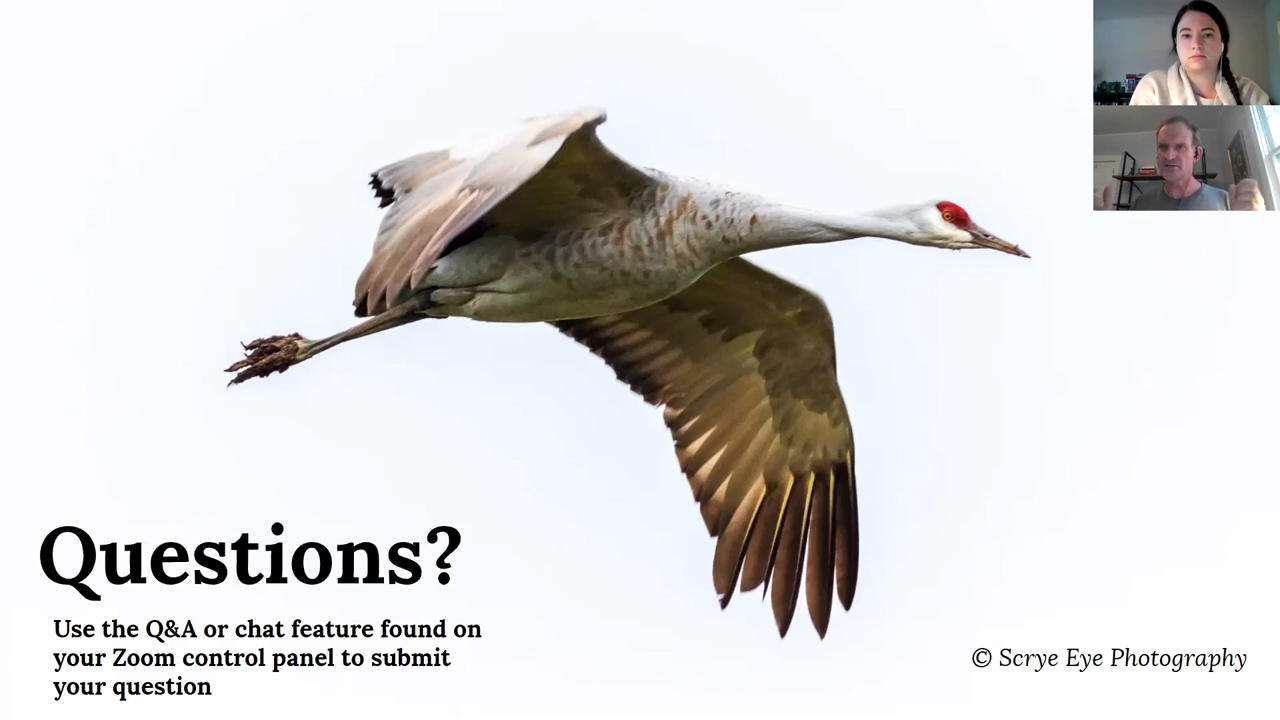 Questions?
Use the Q&A or chat feature found on
your Zoom control panel to submit
your question
© Scrye Eye Photography